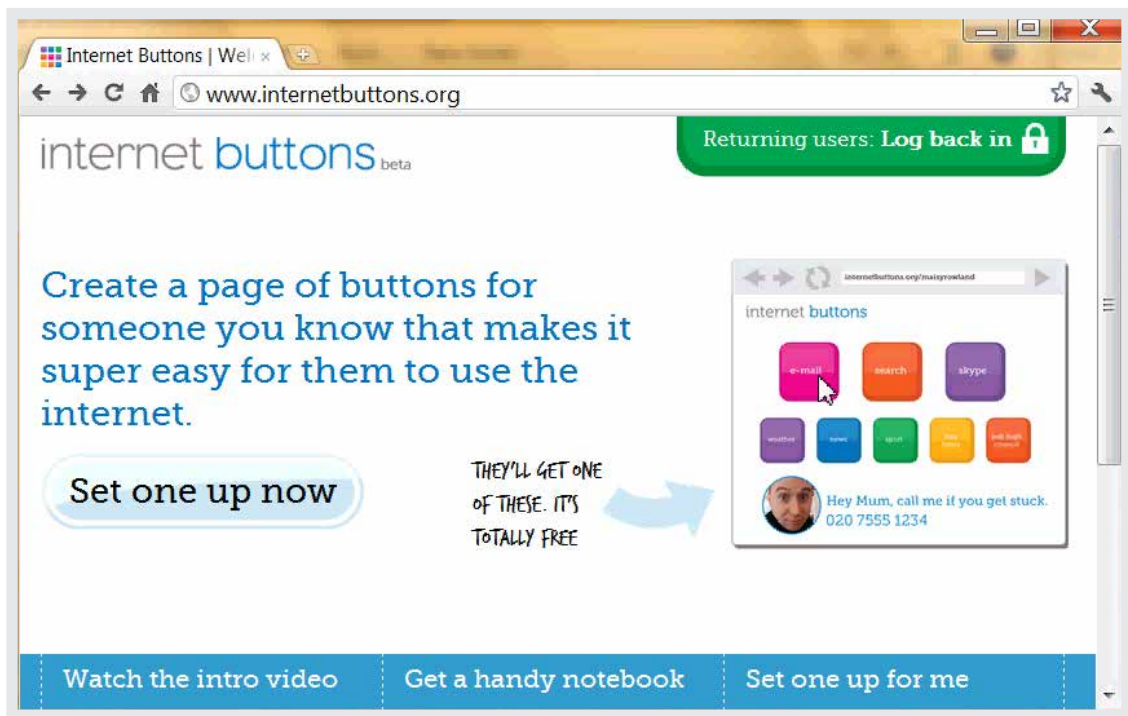 Internet Buttons | Wel
www.internetbuttons.org
internet buttons beta
Returning users: Log back in
Create a page of buttons for
someone you know that makes it
super easy for them to use the
internet.
Set one up now
THEY'LL GET ONE
OF THESE. IT'S
TOTALLY FREE
internetbuttons.org/maisyrowland
internet buttons
e-mail search skype
weather news sport
Hey Mum, call me if you get stuck.
020 7555 1234
Watch the intro video Get a handy notebook Set one up for me